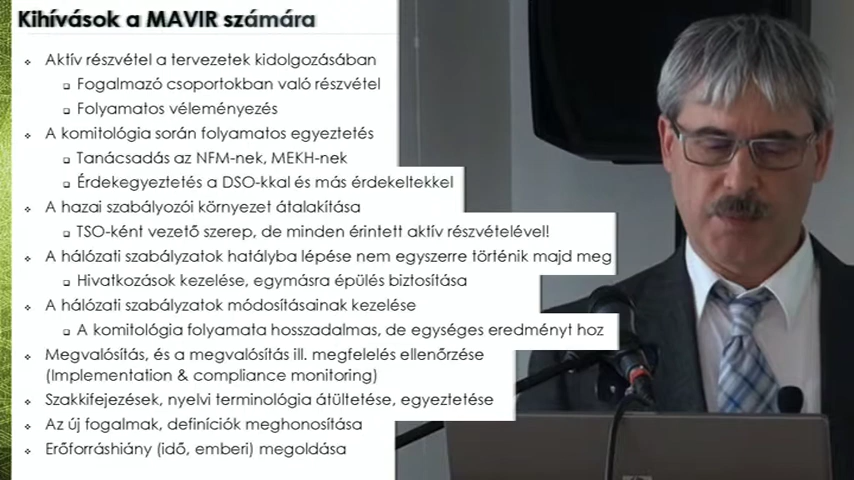 Kihívások a MAVIR számára
Aktív részvétel a tervezetek kidolgozásában
Fogalmazó csoportokban való részvétel
Folyamatos véleményezés
A komitológia során folyamatos egyeztetés
Tanácsadás az NFM-nek, MEKH-nek
Érdekegyeztetés a DSO-kkal és más érdekeltekkel
A hazai szabályozói környezet átalakítása
TSO-ként vezető szerep, de minden érintett aktív részvételével!
A hálózati szabályzatok hatályba lépése nem egyszerre történik majd meg
Hivatkozások kezelése, egymásra épülés biztosítása
A hálózati szabályzatok módosításainak kezelése
A komitológia folyamata hosszadalmas, de egységes eredményt hoz
Megvalósítás, és a megvalósítás ill. megfelelés ellenőrzése
(Implementation & compliance monitoring)
Szakkifejezések, nyelvi terminológia átültetése, egyeztetése
Az új fogalmak, definíciók meghonosítása
Erőforráshiány (idő, emberi) megoldása